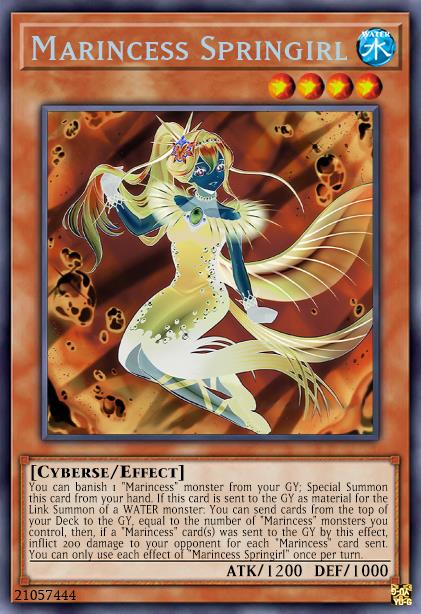 Marincess Springirl
WATER
水
[Cyberse/Effect]
You can banish 1 "Marincess" monster from your GY; Special Summon
this card from your hand. If this card is sent to the GY as material for the
Link Summon of a WATER monster: You can send cards from the top of
your Deck to the GY, equal to the number of "Marincess" monsters you
control, then, if a "Marincess" card(s) was sent to the GY by this effect,
inflict 200 damage to your opponent for each "Marincess" card sent.
You can only use each effect of "Marincess Springirl" once per turn.
ATK/1200 DEF/1000
21057444